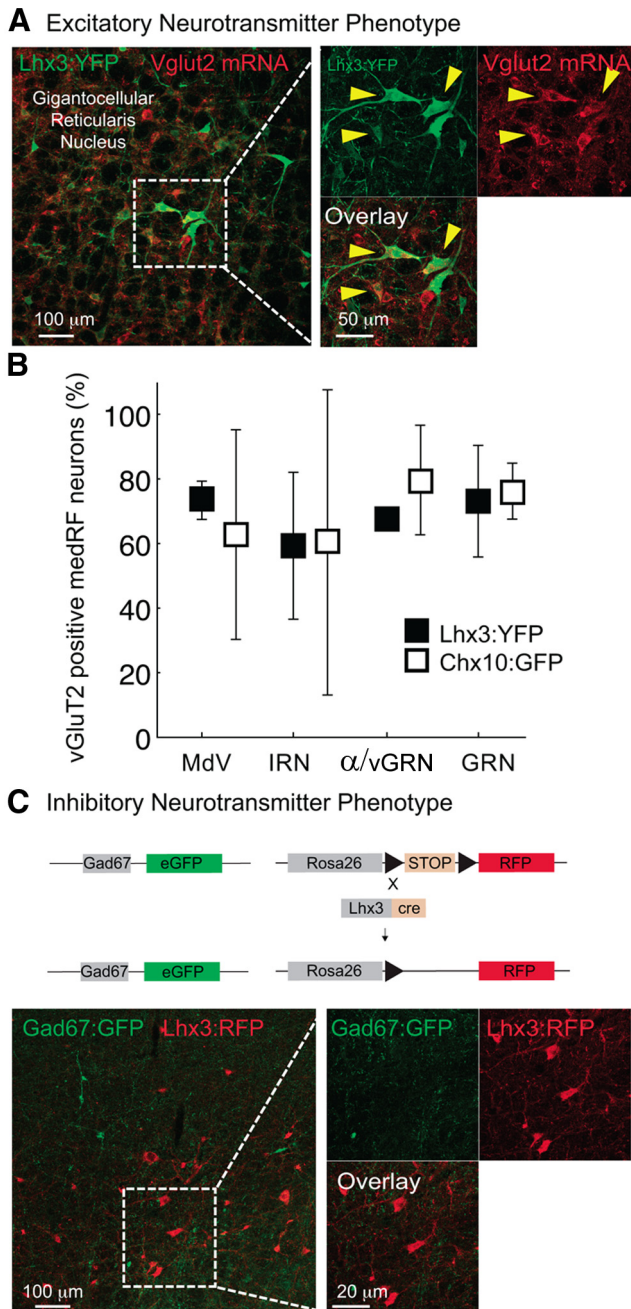 A Excitatory Neurotransmitter Phenotype
Lhx3:YFP Vglut2 mRNA
Gigantocellular
Reticularis
Nucleus
100 μm
Lhx3:YFP
Vglut2 mRNA
Overlay
50 μm
B
vGluT2 positive medRF neurons (%)
100
80
60
40
20
0
Lhx3:YFP
Chx10:GFP
MdV IRN α/vGRN GRN
C Inhibitory Neurotransmitter Phenotype
Gad67 eGFP Rosa26 STOP RFP
X
Lhx3 cre
Gad67 eGFP Rosa26 RFP
Gad67:GFP Lhx3:RFP
100 μm
Gad67:GFP
Lhx3:RFP
Overlay
20 μm